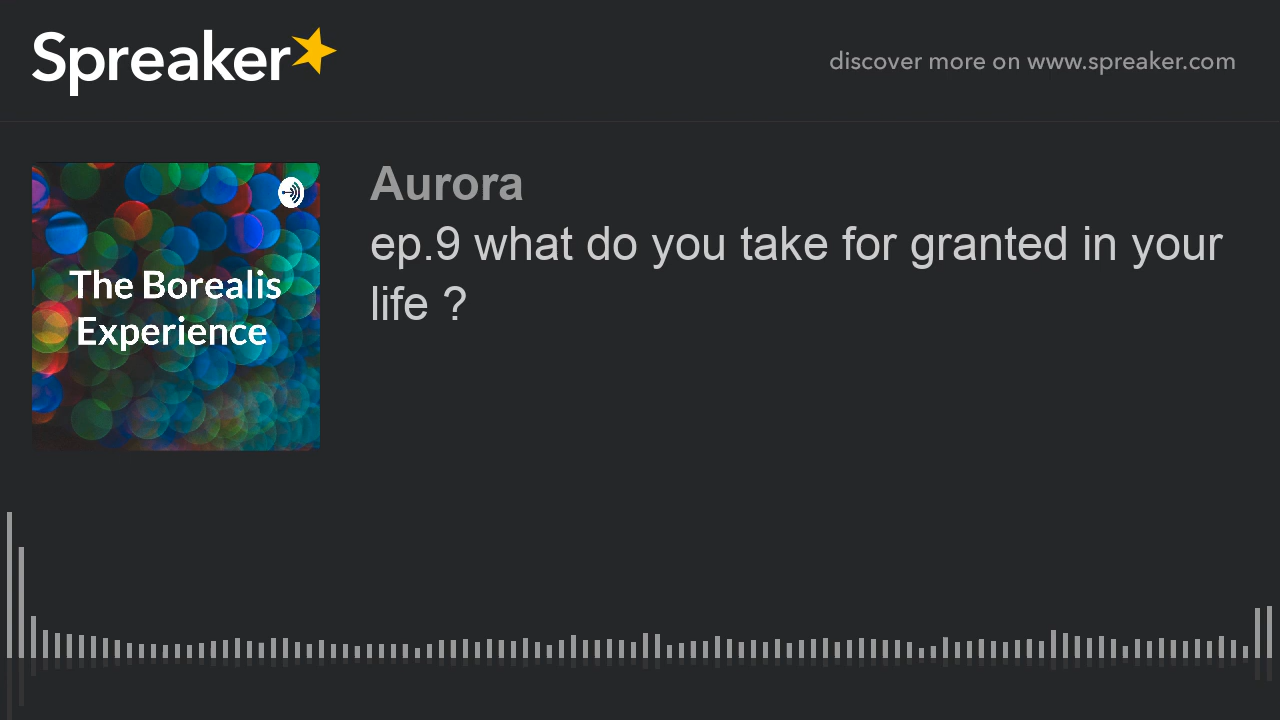 Spreaker
discover more on www.spreaker.com
The Borealis
Experience
Aurora
ep.9 what do you take for granted in your
life ?